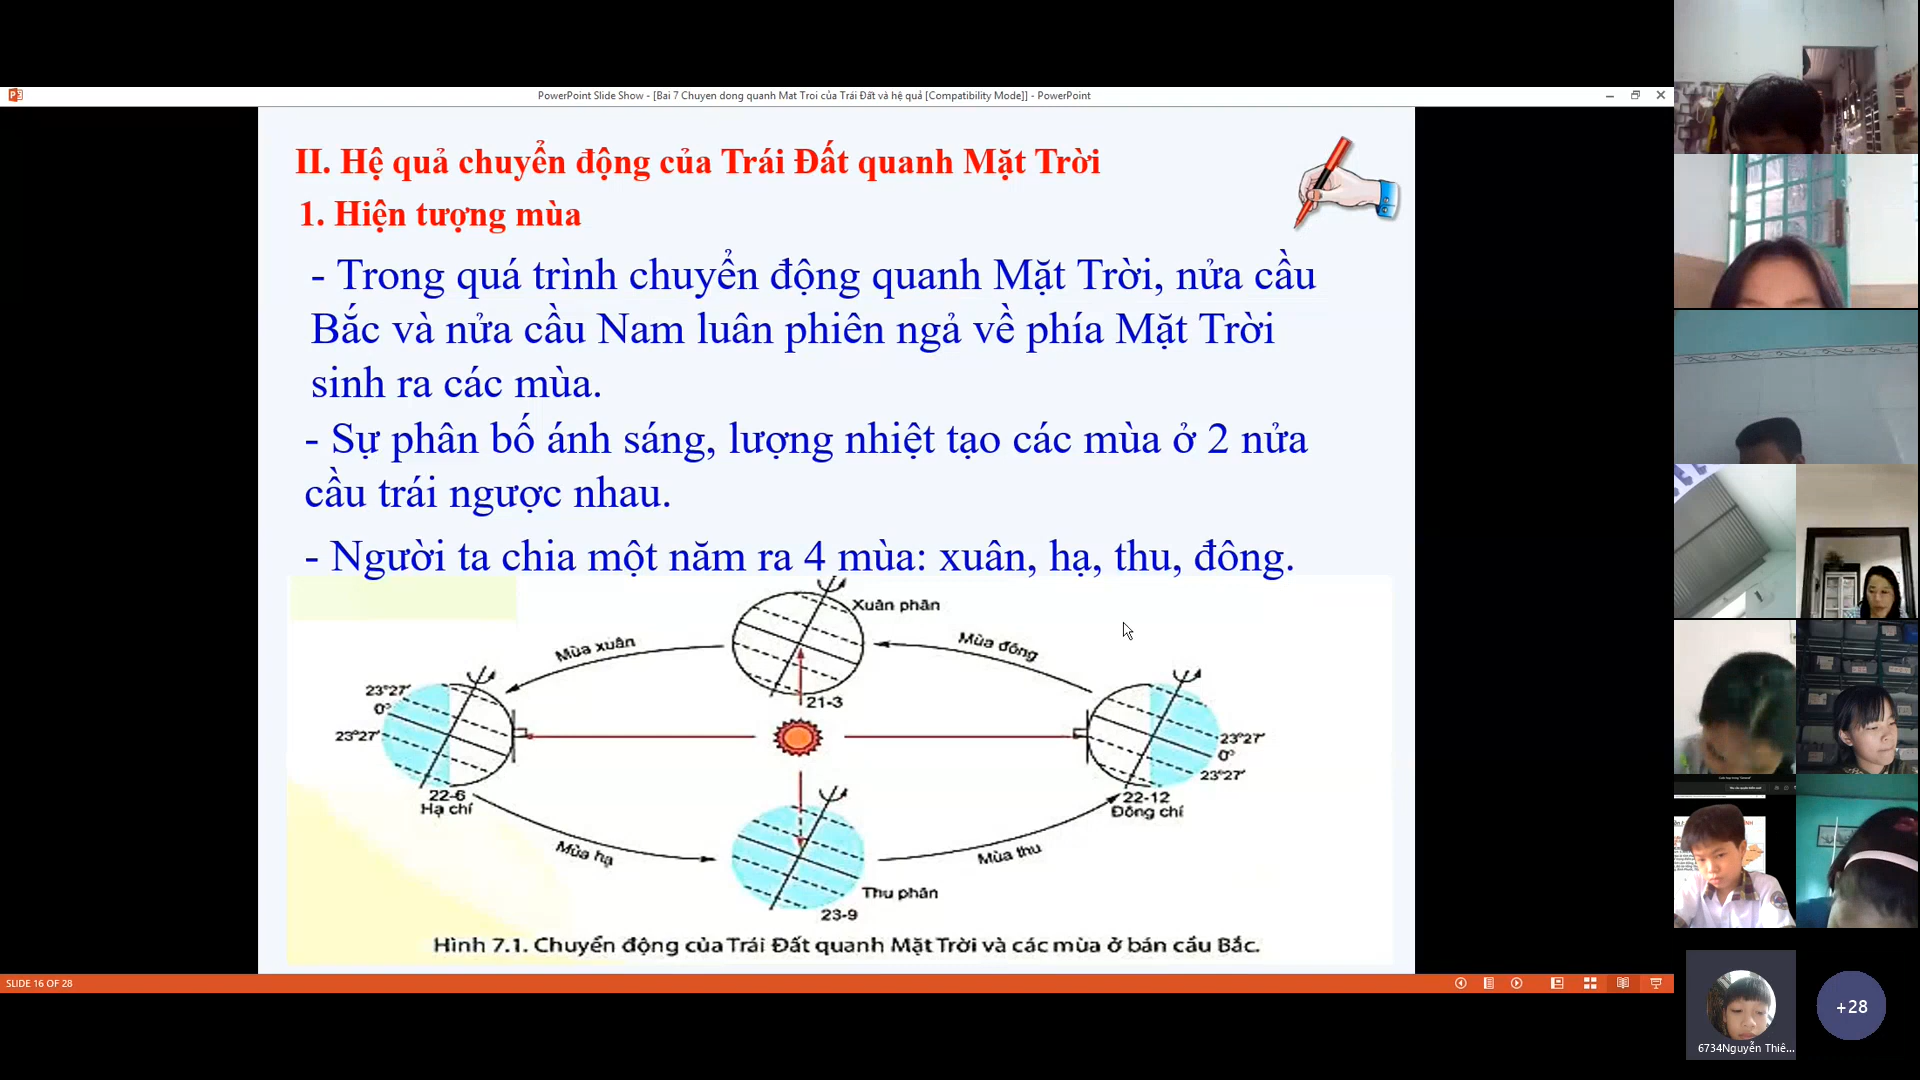 PowerPoint Slide Show - [Bai 7 Chuyen dong quanh Mat Troi của Trái Đất và hệ quả [Compatibility Mode]] - PowerPoint
II. Hệ quả chuyển động của Trái Đất quanh Mặt Trời
1. Hiện tượng mùa
- Trong quá trình chuyển động quanh Mặt Trời, nửa cầu
Bắc và nửa cầu Nam luân phiên ngả về phía Mặt Trời
sinh ra các mùa.
- Sự phân bố ánh sáng, lượng nhiệt tạo các mùa ở 2 nửa
cầu trái ngược nhau.
- Người ta chia một năm ra 4 mùa: xuân, hạ, thu, đông.
Xuân phân
Mùa xuân
Mùa đông
21-3
23°27'
0°
23°27'
22-6
Hạ chí
23°27'
0°
23°27'
22-12
Đông chí
Mùa hạ
Mùa thu
Thu phân
23-9
Hình 7.1. Chuyển động của Trái Đất quanh Mặt Trời và các mùa ở bán cầu Bắc.
SLIDE 16 OF 28
+28
6734Nguyễn Thiê...